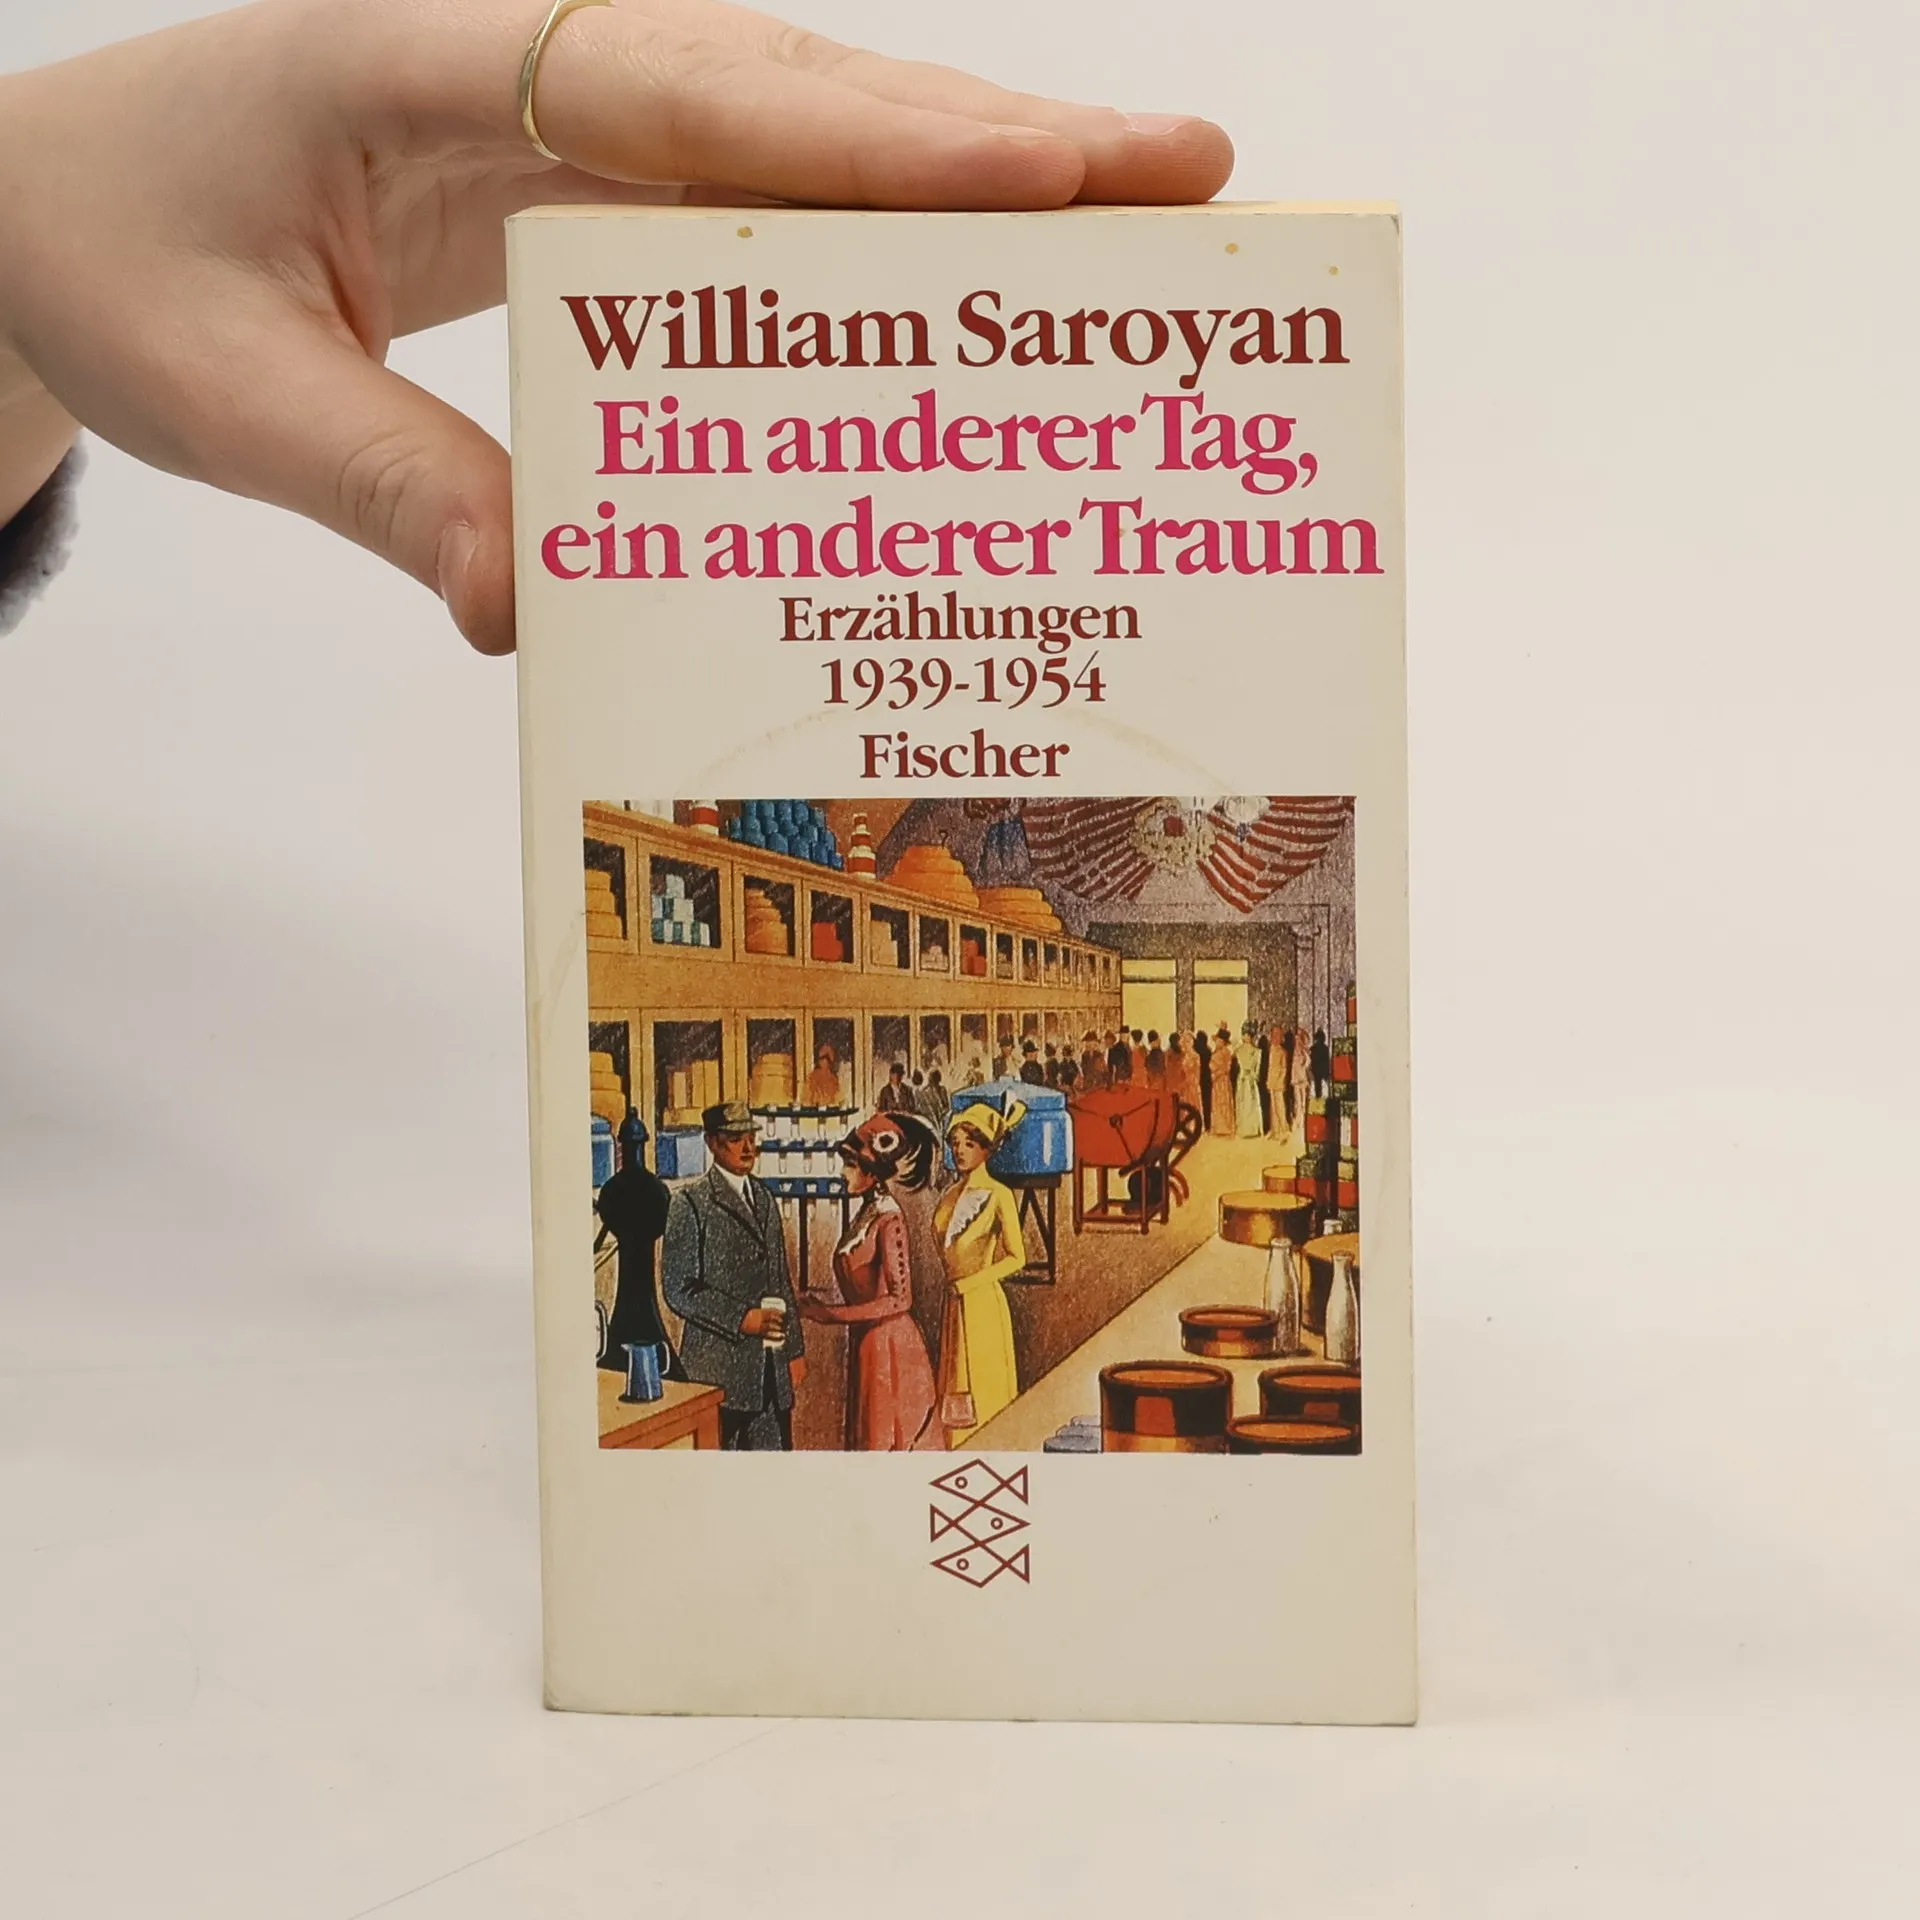 William Saroyan
Ein anderer Tag,
ein anderer Traum
Erzählungen
1939-1954
Fischer